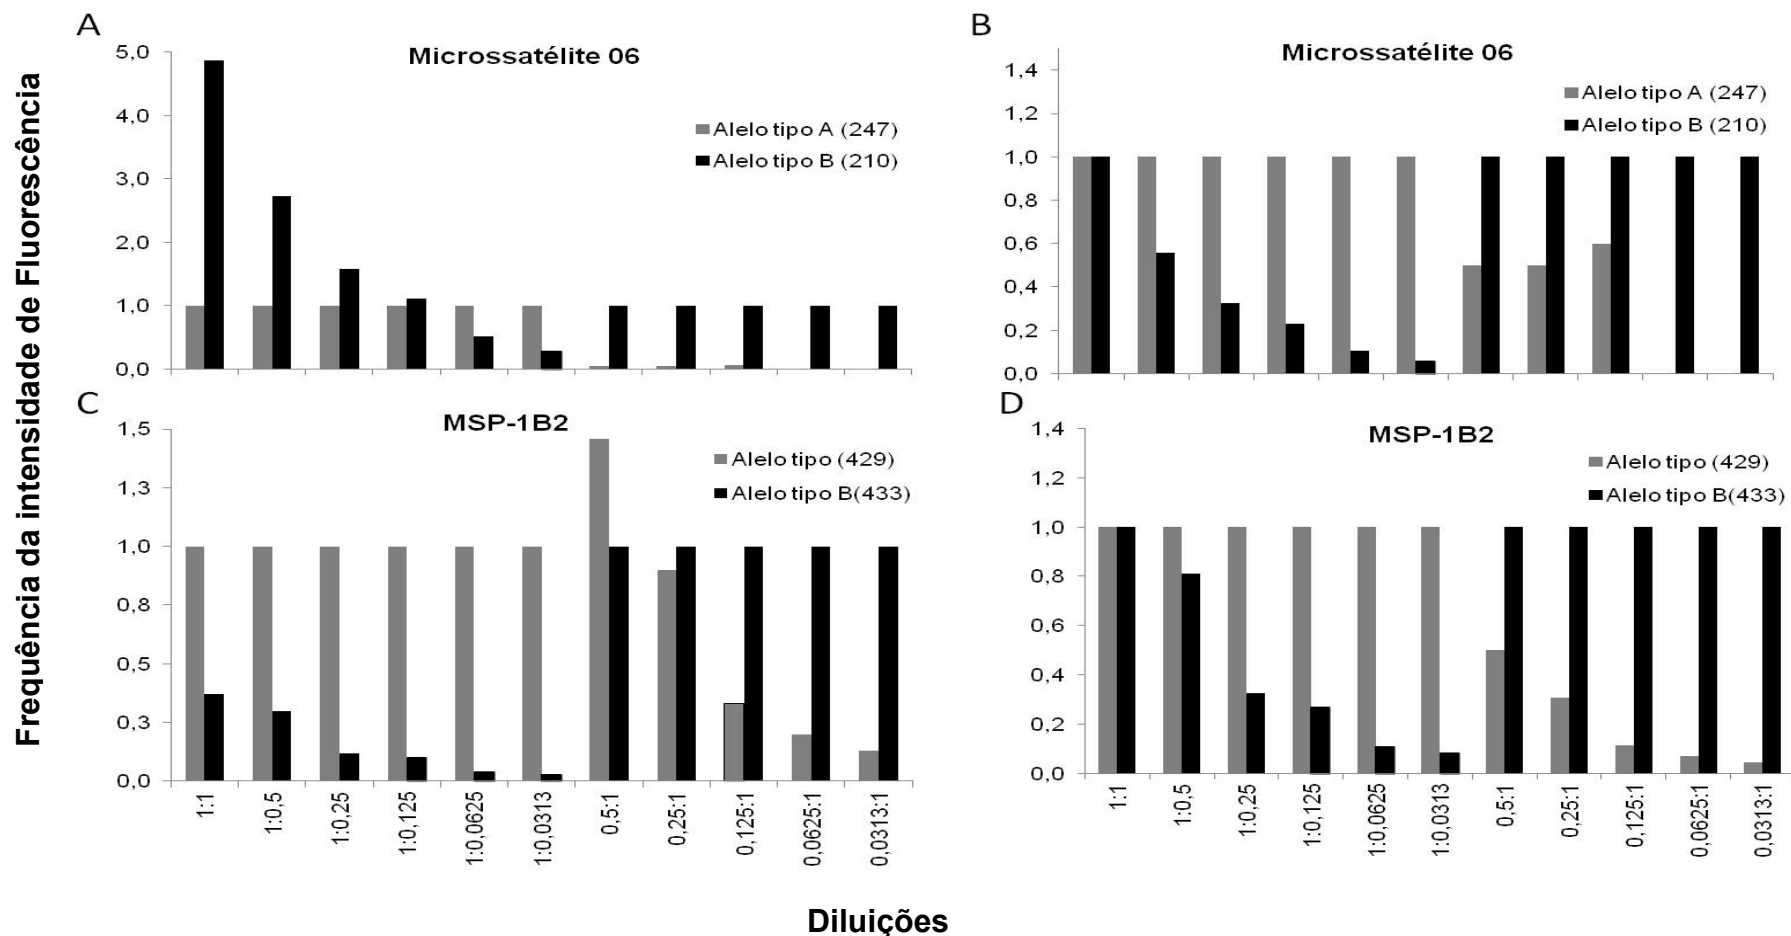 A
Microssatélite 06
5,0
4,0
3,0
2,0
1,0
0,0
Alelo tipo A (247)
Alelo tipo B (210)
B
Microssatélite 06
1,4
1,2
1,0
0,8
0,6
0,4
0,2
0,0
Alelo tipo A (247)
Alelo tipo B (210)
Frequência da intensidade de Fluorescência
C
MSP-1B2
1,5
1,3
1,0
0,8
0,5
0,3
0,0
Alelo tipo (429)
Alelo tipo B(433)
1:1
1:0,5
1:0,25
1:0,125
1:0,0625
1:0,0313
0,5:1
0,25:1
0,125:1
0,0625:1
0,0313:1
D
MSP-1B2
1,4
1,2
1,0
0,8
0,6
0,4
0,2
0,0
Alelo tipo (429)
Alelo tipo B(433)
1:1
1:0,5
1:0,25
1:0,125
1:0,0625
1:0,0313
0,5:1
0,25:1
0,125:1
0,0625:1
0,0313:1
Diluições